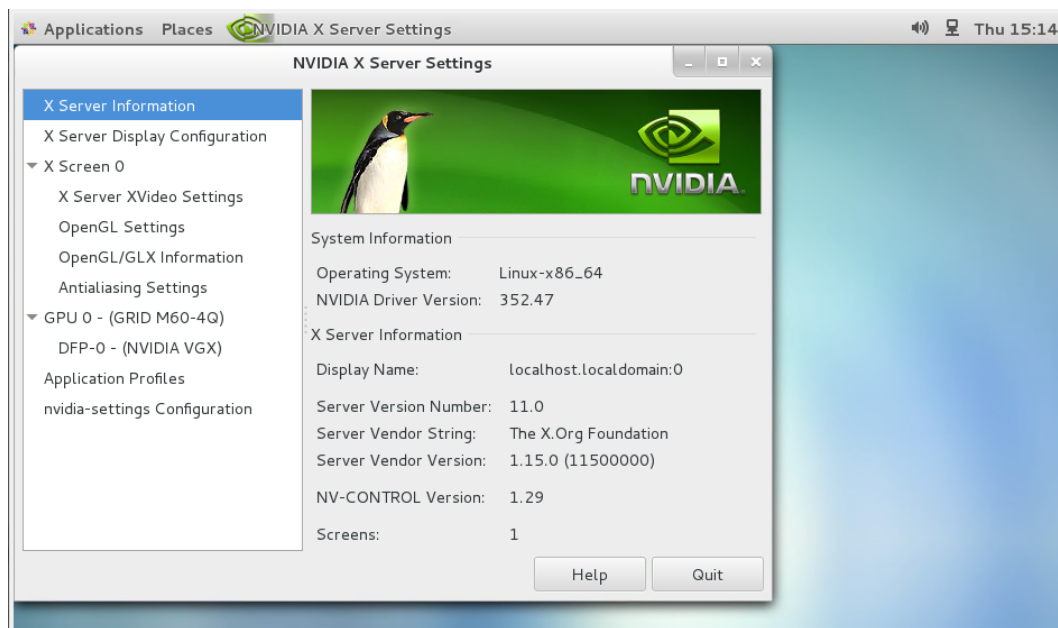 Applications Places NVIDIA X Server Settings Thu 15:14
NVIDIA X Server Settings
X Server Information
X Server Display Configuration
X Screen 0
X Server XVideo Settings
OpenGL Settings
OpenGL/GLX Information
Antialiasing Settings
GPU 0 - (GRID M60-4Q)
DFP-0 - (NVIDIA VGX)
Application Profiles
nvidia-settings Configuration
NVIDIA.
System Information
Operating System: Linux-x86_64
NVIDIA Driver Version: 352.47
X Server Information
Display Name: localhost.localdomain:0
Server Version Number: 11.0
Server Vendor String: The X.Org Foundation
Server Vendor Version: 1.15.0 (11500000)
NV-CONTROL Version: 1.29
Screens: 1
Help Quit